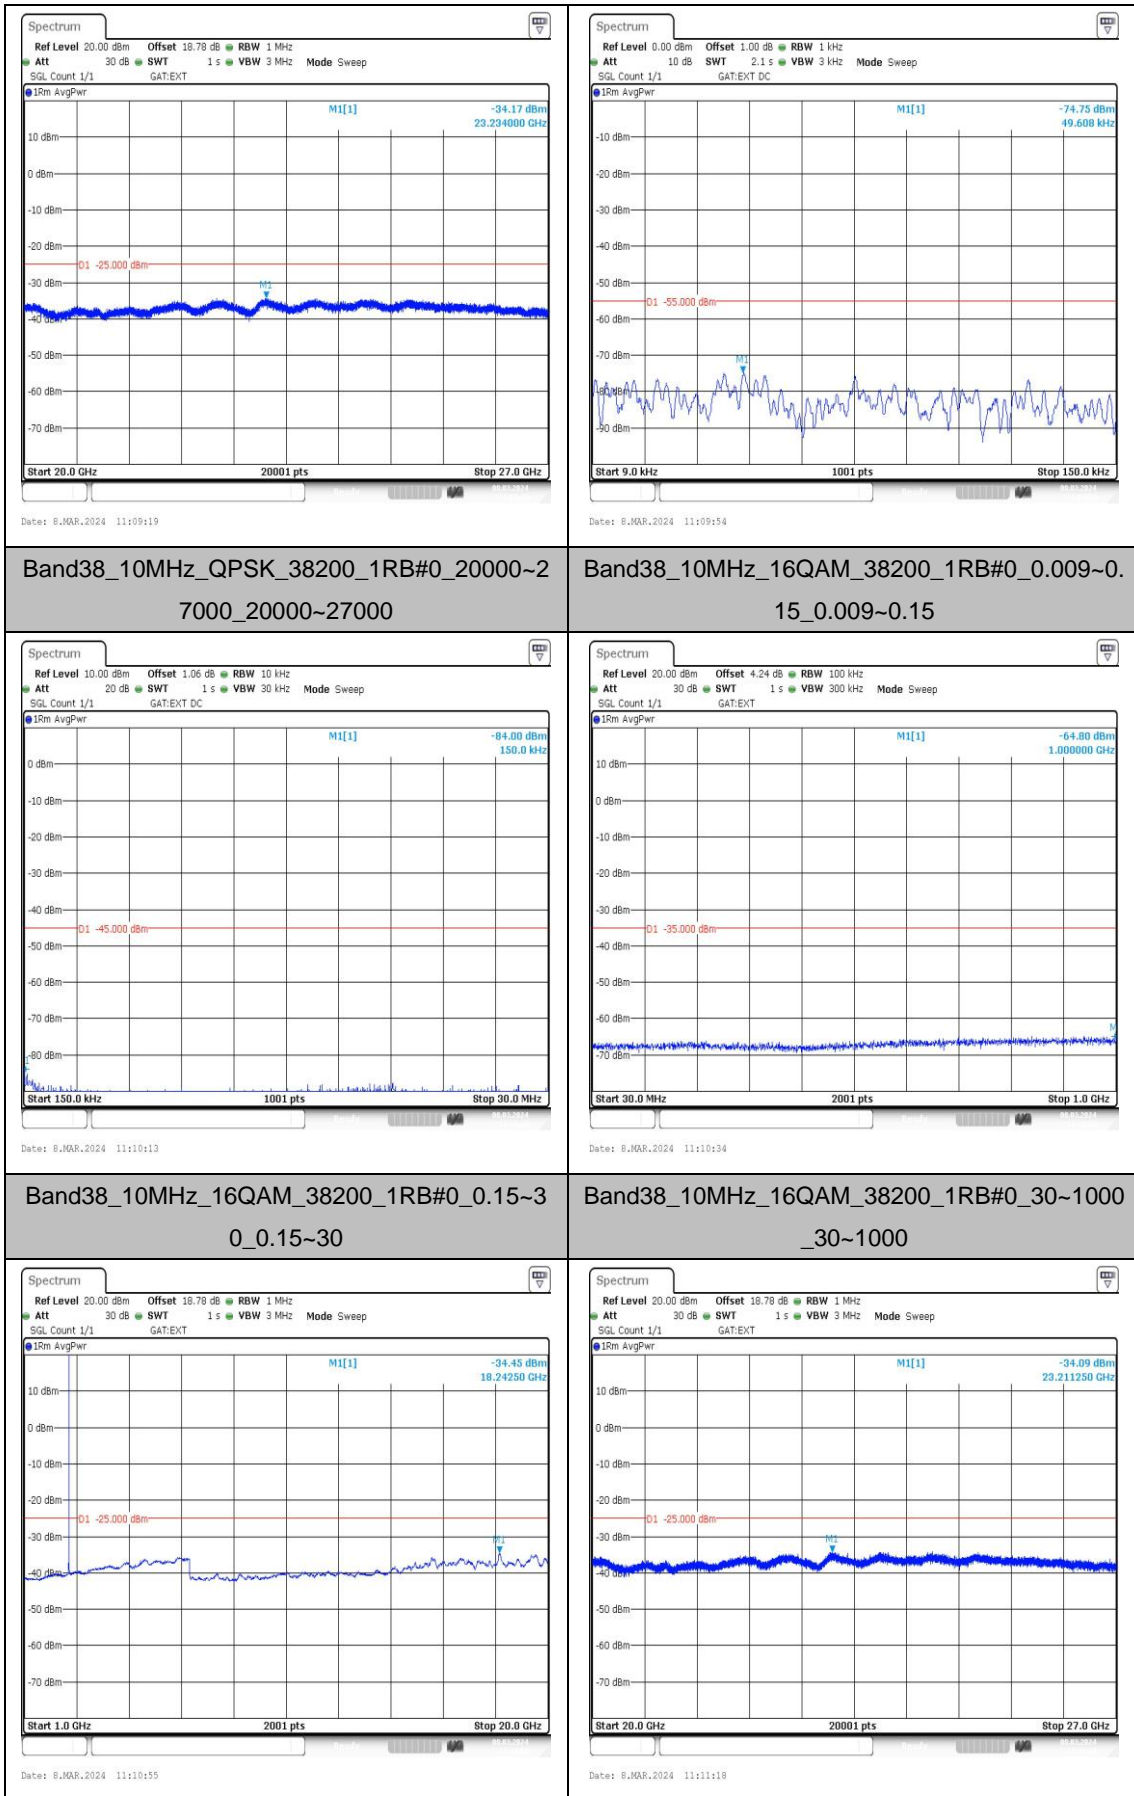 Spectrum
Ref Level 20.00 dBm Offset 18.78 dB RBW 1 MHz
Att 30 dB SWT 1 s VBW 3 MHz Mode Sweep
SGL Count 1/1 GAT:EXT
1Rm AvgPwr
M1[1] -34.17 dBm
23.234000 GHz
10 dBm
0 dBm
-10 dBm
-20 dBm
D1 -25.000 dBm
-30 dBm
M1
-40 dBm
-50 dBm
-60 dBm
-70 dBm
Start 20.0 GHz 20001 pts Stop 27.0 GHz
Date: 8.MAR.2024 11:09:19
Spectrum
Ref Level 0.00 dBm Offset 1.00 dB RBW 1 kHz
Att 10 dB SWT 2.1 s VBW 3 kHz Mode Sweep
SGL Count 1/1 GAT:EXT DC
1Rm AvgPwr
M1[1] -74.75 dBm
49.608 kHz
-10 dBm
-20 dBm
-30 dBm
-40 dBm
-50 dBm
D1 -55.000 dBm
-60 dBm
-70 dBm
M1
-80 dBm
-90 dBm
Start 9.0 kHz 1001 pts Stop 150.0 kHz
Date: 8.MAR.2024 11:09:54
Band38_10MHz_QPSK_38200_1RB#0_20000~2
7000_20000~27000
Band38_10MHz_16QAM_38200_1RB#0_0.009~0.
15_0.009~0.15
Spectrum
Ref Level 10.00 dBm Offset 1.06 dB RBW 10 kHz
Att 20 dB SWT 1 s VBW 30 kHz Mode Sweep
SGL Count 1/1 GAT:EXT DC
1Rm AvgPwr
M1[1] -84.00 dBm
150.0 kHz
0 dBm
-10 dBm
-20 dBm
-30 dBm
-40 dBm
D1 -45.000 dBm
-50 dBm
-60 dBm
-70 dBm
-80 dBm
Start 150.0 kHz 1001 pts Stop 30.0 MHz
Date: 8.MAR.2024 11:10:13
Spectrum
Ref Level 20.00 dBm Offset 4.24 dB RBW 100 kHz
Att 30 dB SWT 1 s VBW 300 kHz Mode Sweep
SGL Count 1/1 GAT:EXT
1Rm AvgPwr
M1[1] -64.80 dBm
1.000000 GHz
10 dBm
0 dBm
-10 dBm
-20 dBm
-30 dBm
D1 -35.000 dBm
-40 dBm
-50 dBm
-60 dBm
M
-70 dBm
Start 30.0 MHz 2001 pts Stop 1.0 GHz
Date: 8.MAR.2024 11:10:34
Band38_10MHz_16QAM_38200_1RB#0_0.15~3
0_0.15~30
Band38_10MHz_16QAM_38200_1RB#0_30~1000
_30~1000
Spectrum
Ref Level 20.00 dBm Offset 18.78 dB RBW 1 MHz
Att 30 dB SWT 1 s VBW 3 MHz Mode Sweep
SGL Count 1/1 GAT:EXT
1Rm AvgPwr
M1[1] -34.45 dBm
18.24250 GHz
10 dBm
0 dBm
-10 dBm
-20 dBm
D1 -25.000 dBm
-30 dBm
M1
-40 dBm
-50 dBm
-60 dBm
-70 dBm
Start 1.0 GHz 2001 pts Stop 20.0 GHz
Date: 8.MAR.2024 11:10:55
Spectrum
Ref Level 20.00 dBm Offset 18.78 dB RBW 1 MHz
Att 30 dB SWT 1 s VBW 3 MHz Mode Sweep
SGL Count 1/1 GAT:EXT
1Rm AvgPwr
M1[1] -34.09 dBm
23.211250 GHz
10 dBm
0 dBm
-10 dBm
-20 dBm
D1 -25.000 dBm
-30 dBm
M1
-40 dBm
-50 dBm
-60 dBm
-70 dBm
Start 20.0 GHz 20001 pts Stop 27.0 GHz
Date: 8.MAR.2024 11:11:18